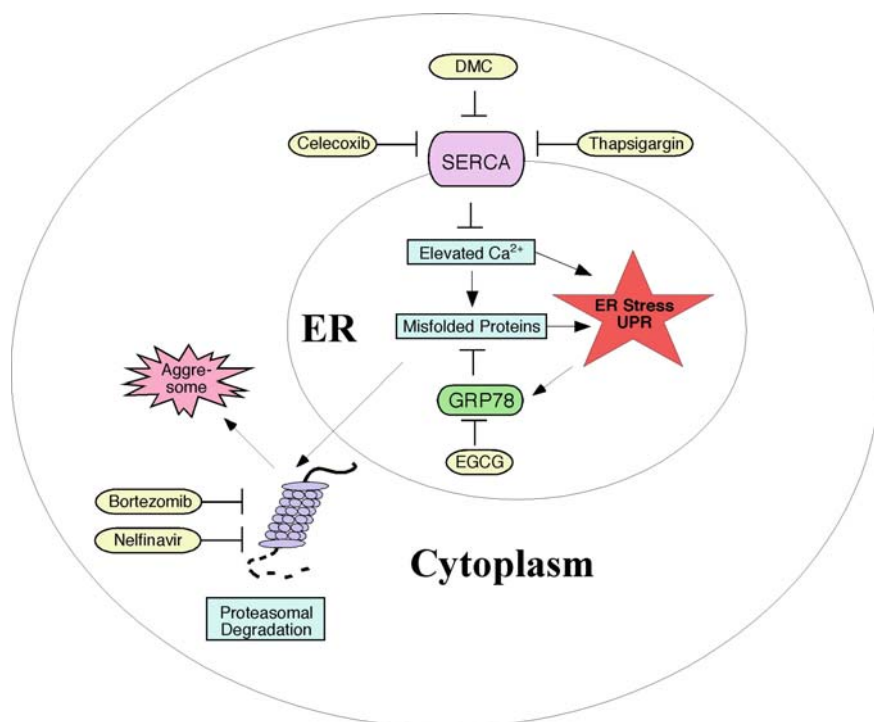 DMC
Celecoxib
Thapsigargin
SERCA
Elevated Ca²⁺
ER Stress
UPR
ER
Misfolded Proteins
Aggre-
some
GRP78
EGCG
Bortezomib
Nelfinavir
Cytoplasm
Proteasomal
Degradation